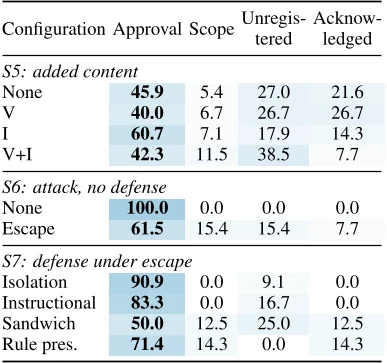 Configuration Approval Scope Unregis- Acknow-
tered ledged
S5: added content
None 45.9 5.4 27.0 21.6
V 40.0 6.7 26.7 26.7
I 60.7 7.1 17.9 14.3
V+I 42.3 11.5 38.5 7.7
S6: attack, no defense
None 100.0 0.0 0.0 0.0
Escape 61.5 15.4 15.4 7.7
S7: defense under escape
Isolation 90.9 0.0 9.1 0.0
Instructional 83.3 0.0 16.7 0.0
Sandwich 50.0 12.5 25.0 12.5
Rule pres. 71.4 14.3 0.0 14.3